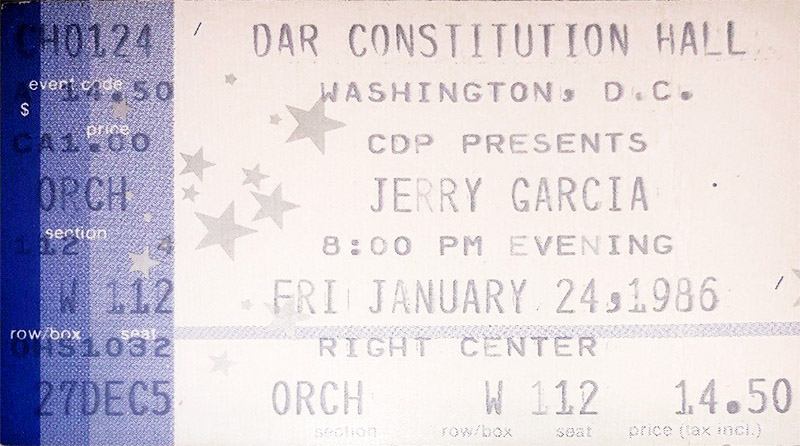 CH0124
event code
A 14.50
$
price
CA1.00
ORCH
section
112 4
W 112
row/box seat
OHS1032
27DEC5
DAR CONSTITUTION HALL
WASHINGTON, D.C.
CDP PRESENTS
JERRY GARCIA
8:00 PM EVENING
FRI JANUARY 24,1986
RIGHT CENTER
ORCH W 112 14.50
section row/box seat price (tax incl.)